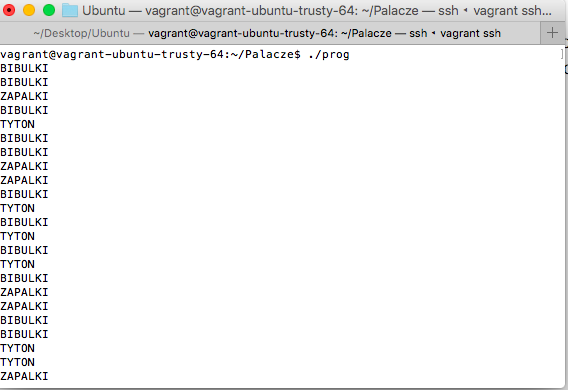 Ubuntu — vagrant@vagrant-ubuntu-trusty-64: ~/Palacze — ssh ◂ vagrant ssh...
~/Desktop/Ubuntu — vagrant@vagrant-ubuntu-trusty-64: ~/Palacze — ssh ◂ vagrant ssh
+
vagrant@vagrant-ubuntu-trusty-64:~/Palacze$ ./prog
BIBULKI
BIBULKI
ZAPALKI
BIBULKI
TYTON
BIBULKI
BIBULKI
ZAPALKI
ZAPALKI
BIBULKI
TYTON
BIBULKI
TYTON
BIBULKI
TYTON
BIBULKI
ZAPALKI
ZAPALKI
BIBULKI
BIBULKI
TYTON
TYTON
ZAPALKI